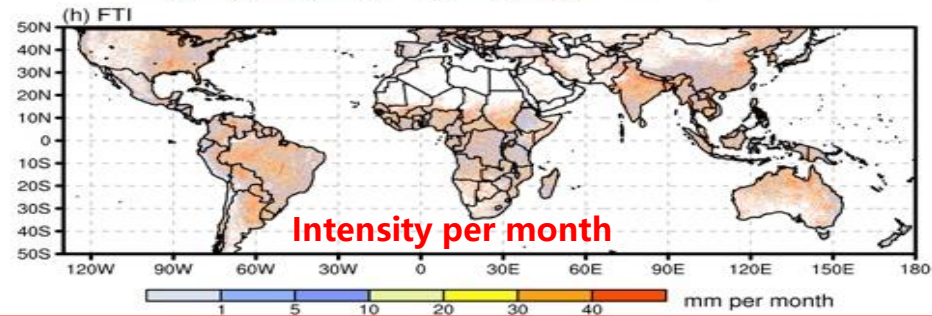 (h) FTI
50N
40N
30N
20N
10N
0
10S
20S
30S
40S
50S
Intensity per month
120W 90W 60W 30W 0 30E 60E 90E 120E 150E 180
1 5 10 20 30 40 mm per month